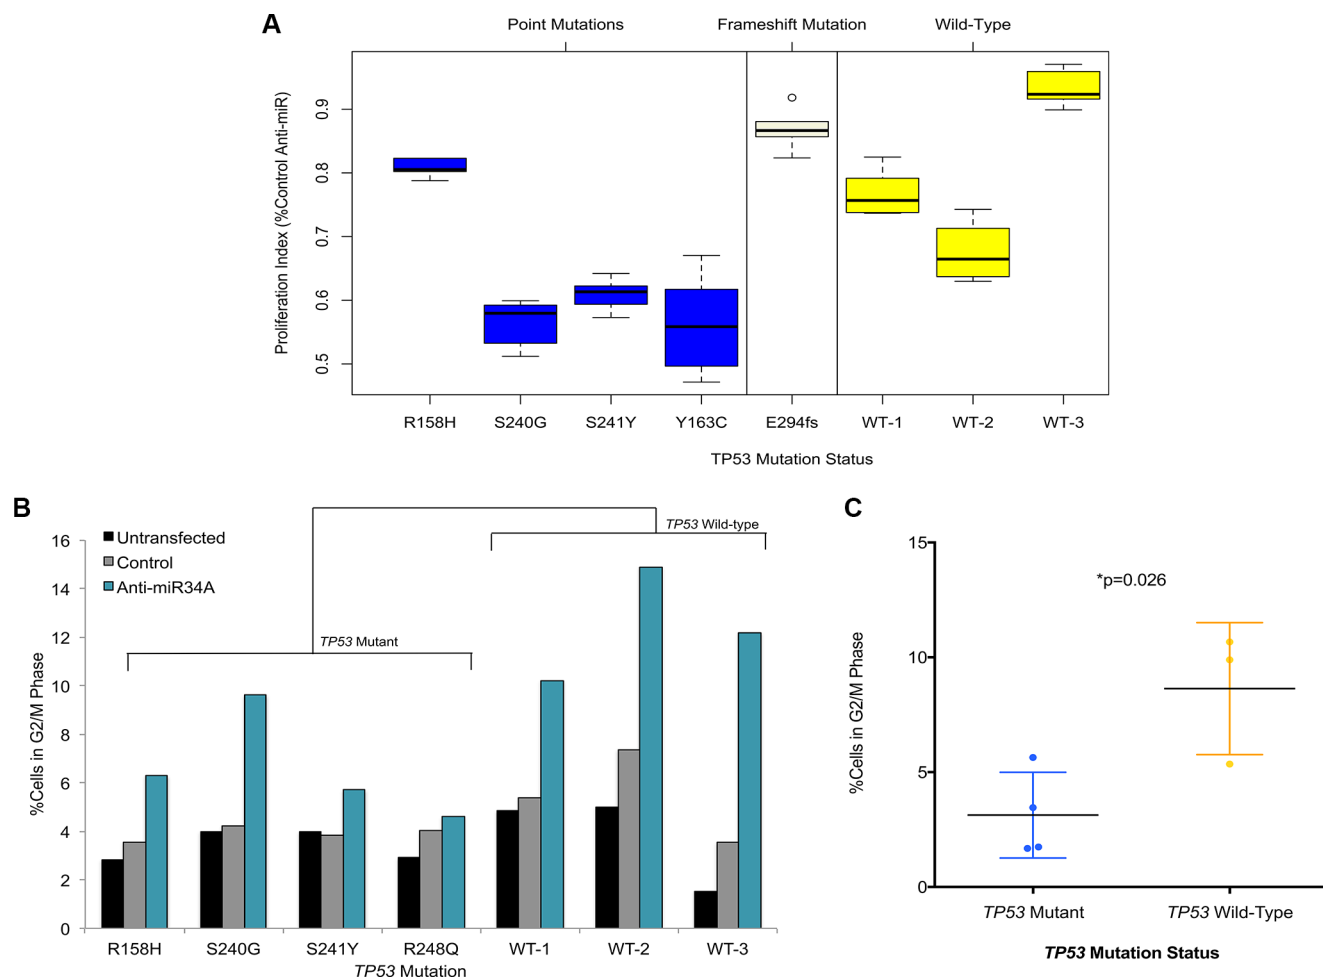 A
Point Mutations
Frameshift Mutation
Wild-Type
Proliferation Index (%Control Anti-miR)
0.9
0.8
0.7
0.6
0.5
R158H
S240G
S241Y
Y163C
E294fs
WT-1
WT-2
WT-3
TP53 Mutation Status
B
Untransfected
Control
Anti-miR34A
TP53 Wild-type
TP53 Mutant
%Cells in G2/M Phase
16
14
12
10
8
6
4
2
0
R158H
S240G
S241Y
R248Q
WT-1
WT-2
WT-3
TP53 Mutation
C
*p=0.026
%Cells in G2/M Phase
15
10
5
0
TP53 Mutant
TP53 Wild-Type
TP53 Mutation Status